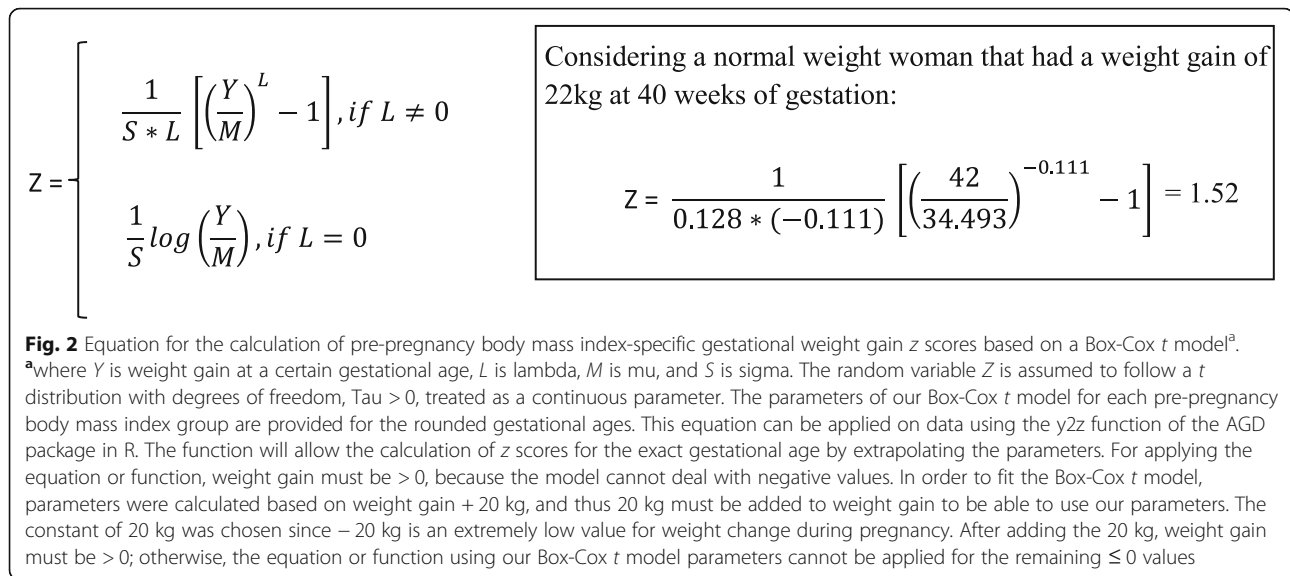 Z = { 1/(S * L) [(Y/M)^L − 1], if L ≠ 0
1/S log(Y/M), if L = 0
Considering a normal weight woman that had a weight gain of
22kg at 40 weeks of gestation:
Z = 1/(0.128 * (−0.111)) [(42/34.493)^−0.111 − 1] = 1.52
Fig. 2 Equation for the calculation of pre-pregnancy body mass index-specific gestational weight gain z scores based on a Box-Cox t model^a.
^a where Y is weight gain at a certain gestational age, L is lambda, M is mu, and S is sigma. The random variable Z is assumed to follow a t
distribution with degrees of freedom, Tau > 0, treated as a continuous parameter. The parameters of our Box-Cox t model for each pre-pregnancy
body mass index group are provided for the rounded gestational ages. This equation can be applied on data using the y2z function of the AGD
package in R. The function will allow the calculation of z scores for the exact gestational age by extrapolating the parameters. For applying the
equation or function, weight gain must be > 0, because the model cannot deal with negative values. In order to fit the Box-Cox t model,
parameters were calculated based on weight gain + 20 kg, and thus 20 kg must be added to weight gain to be able to use our parameters. The
constant of 20 kg was chosen since − 20 kg is an extremely low value for weight change during pregnancy. After adding the 20 kg, weight gain
must be > 0; otherwise, the equation or function using our Box-Cox t model parameters cannot be applied for the remaining ≤ 0 values